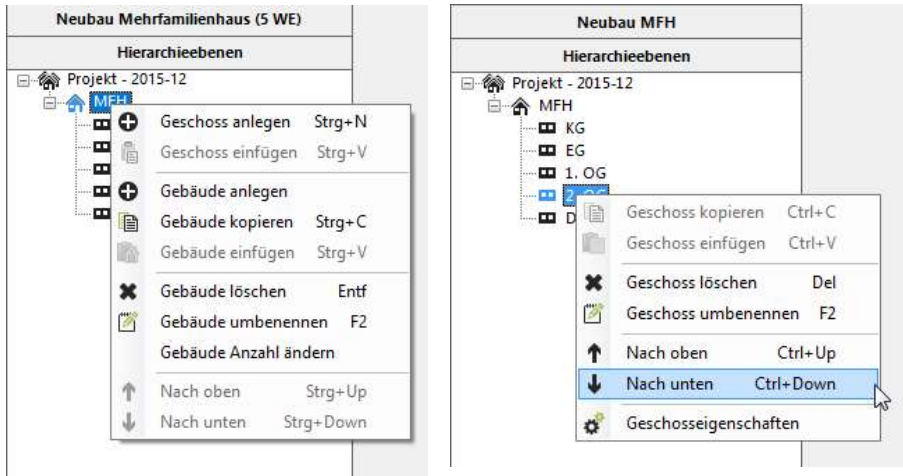 Neubau Mehrfamilienhaus (5 WE)
Hierarchieebenen
Projekt - 2015-12
MFH
Geschoss anlegen Strg+N
Geschoss einfügen Strg+V
Gebäude anlegen
Gebäude kopieren Strg+C
Gebäude einfügen Strg+V
Gebäude löschen Entf
Gebäude umbenennen F2
Gebäude Anzahl ändern
Nach oben Strg+Up
Nach unten Strg+Down
Neubau MFH
Hierarchieebenen
Projekt - 2015-12
MFH
KG
EG
1. OG
2. OG
D
Geschoss kopieren Ctrl+C
Geschoss einfügen Ctrl+V
Geschoss löschen Del
Geschoss umbenennen F2
Nach oben Ctrl+Up
Nach unten Ctrl+Down
Geschosseigenschaften